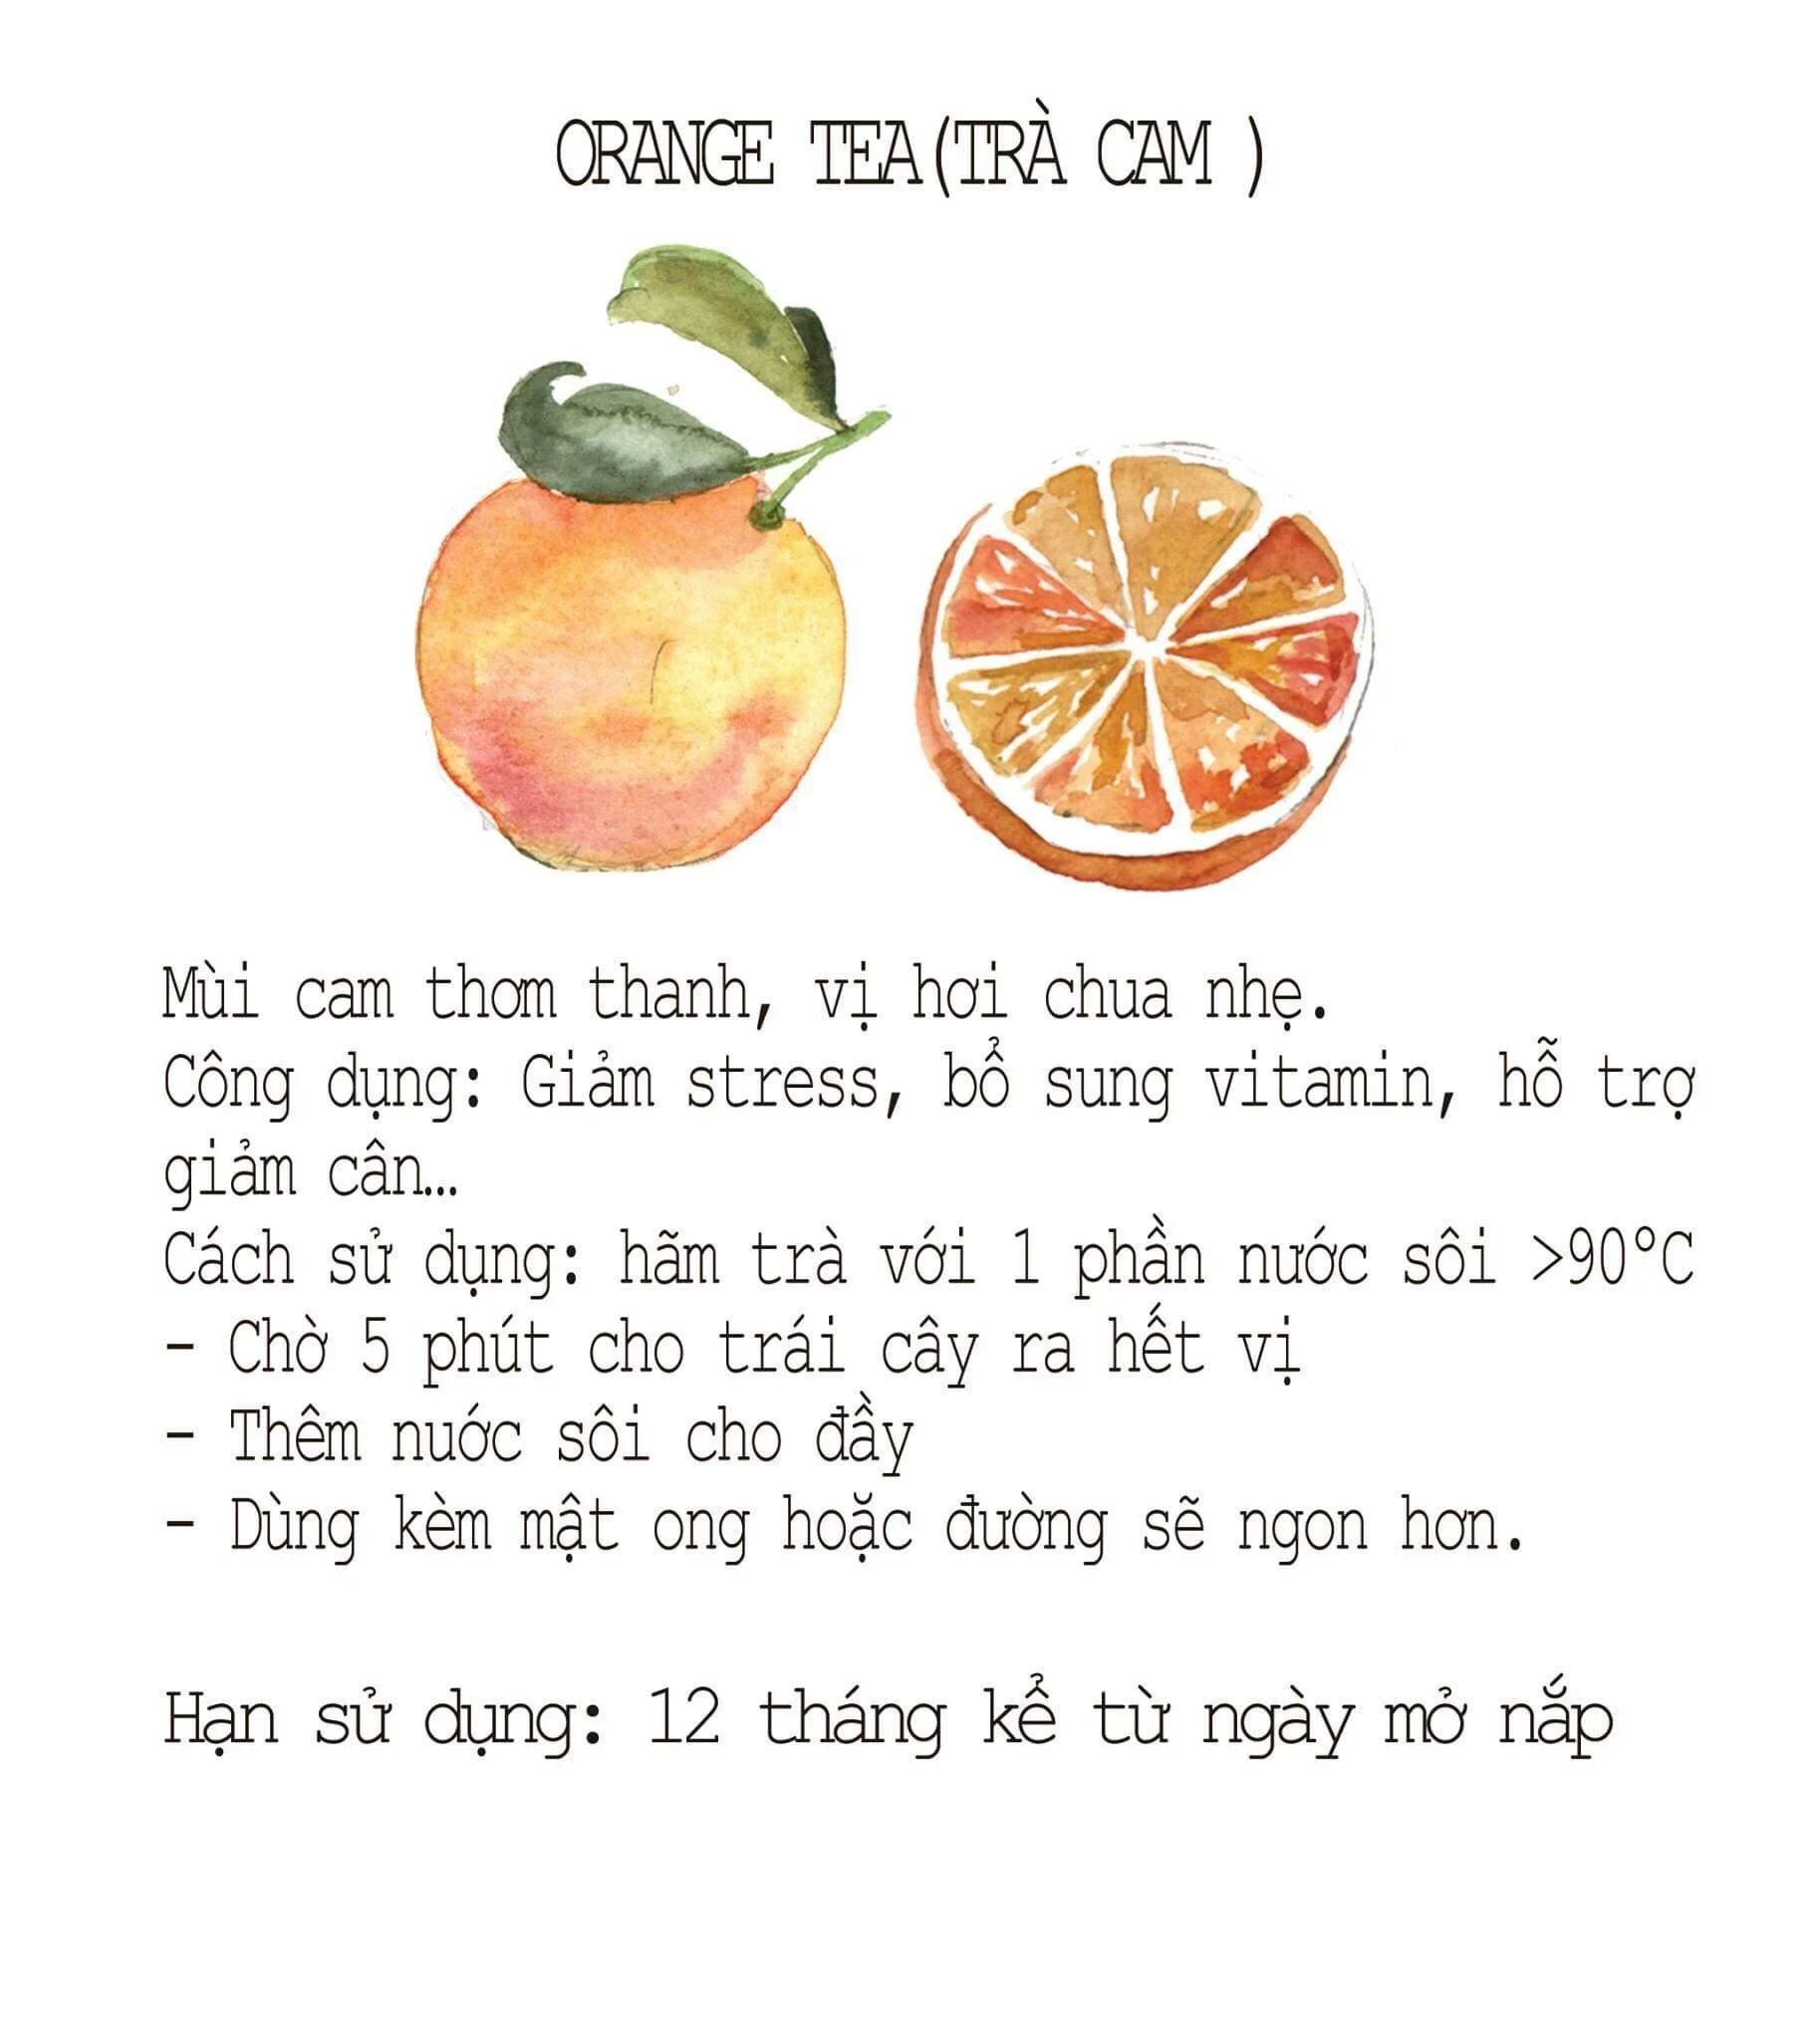 ORANGE TEA(TRÀ CAM )
Mùi cam thơm thanh, vị hơi chua nhẹ.
Công dụng: Giảm stress, bổ sung vitamin, hỗ trợ
giảm cân…
Cách sử dụng: hãm trà với 1 phần nước sôi >90°C
- Chờ 5 phút cho trái cây ra hết vị
- Thêm nuớc sôi cho đầy
- Dùng kèm mật ong hoặc đường sẽ ngon hơn.
Hạn sử dụng: 12 tháng kể từ ngày mở nắp